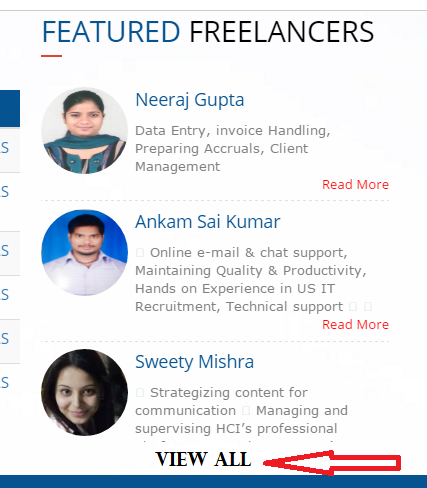 FEATURED FREELANCERS
Neeraj Gupta
Data Entry, invoice Handling,
Preparing Accruals, Client
Management
Read More
Ankam Sai Kumar
Online e-mail & chat support,
Maintaining Quality & Productivity,
Hands on Experience in US IT
Recruitment, Technical support
Read More
Sweety Mishra
Strategizing content for
communication Managing and
supervising HCI's professional
VIEW ALL